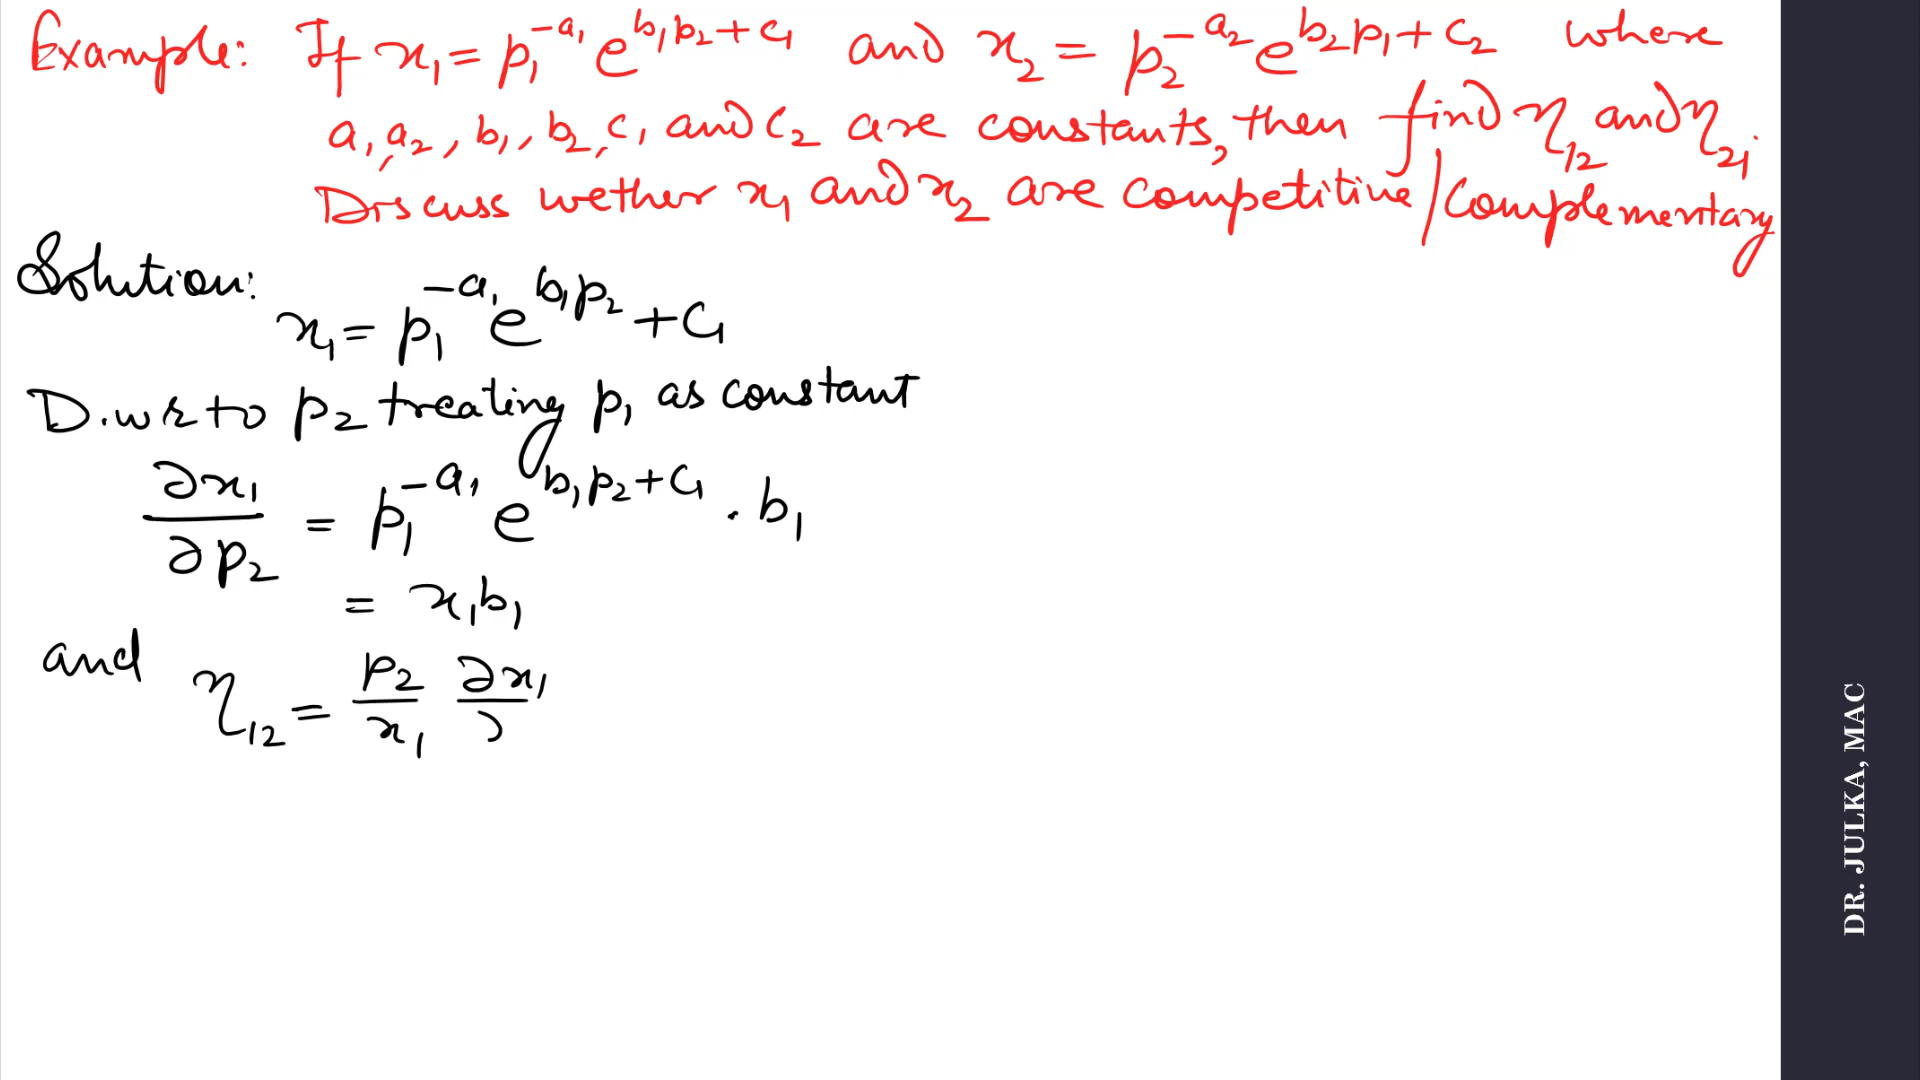 Example: If x₁ = p₁^{-a₁} e^{b₁p₂+c₁} and x₂ = p₂^{-a₂} e^{b₂p₁+c₂} where
a₁, a₂, b₁, b₂, c₁ and c₂ are constants, then find η₁₂ and η₂₁.
Discuss wether x₁ and x₂ are competitive/complementary
Solution:
x₁ = p₁^{-a₁} e^{b₁p₂} + c₁
D.wr to p₂ treating p₁ as constant
∂x₁/∂p₂ = p₁^{-a₁} e^{b₁p₂+c₁} . b₁
= x₁b₁
and η₁₂ = p₂/x₁ ∂x₁/
DR. JULKA, MAC